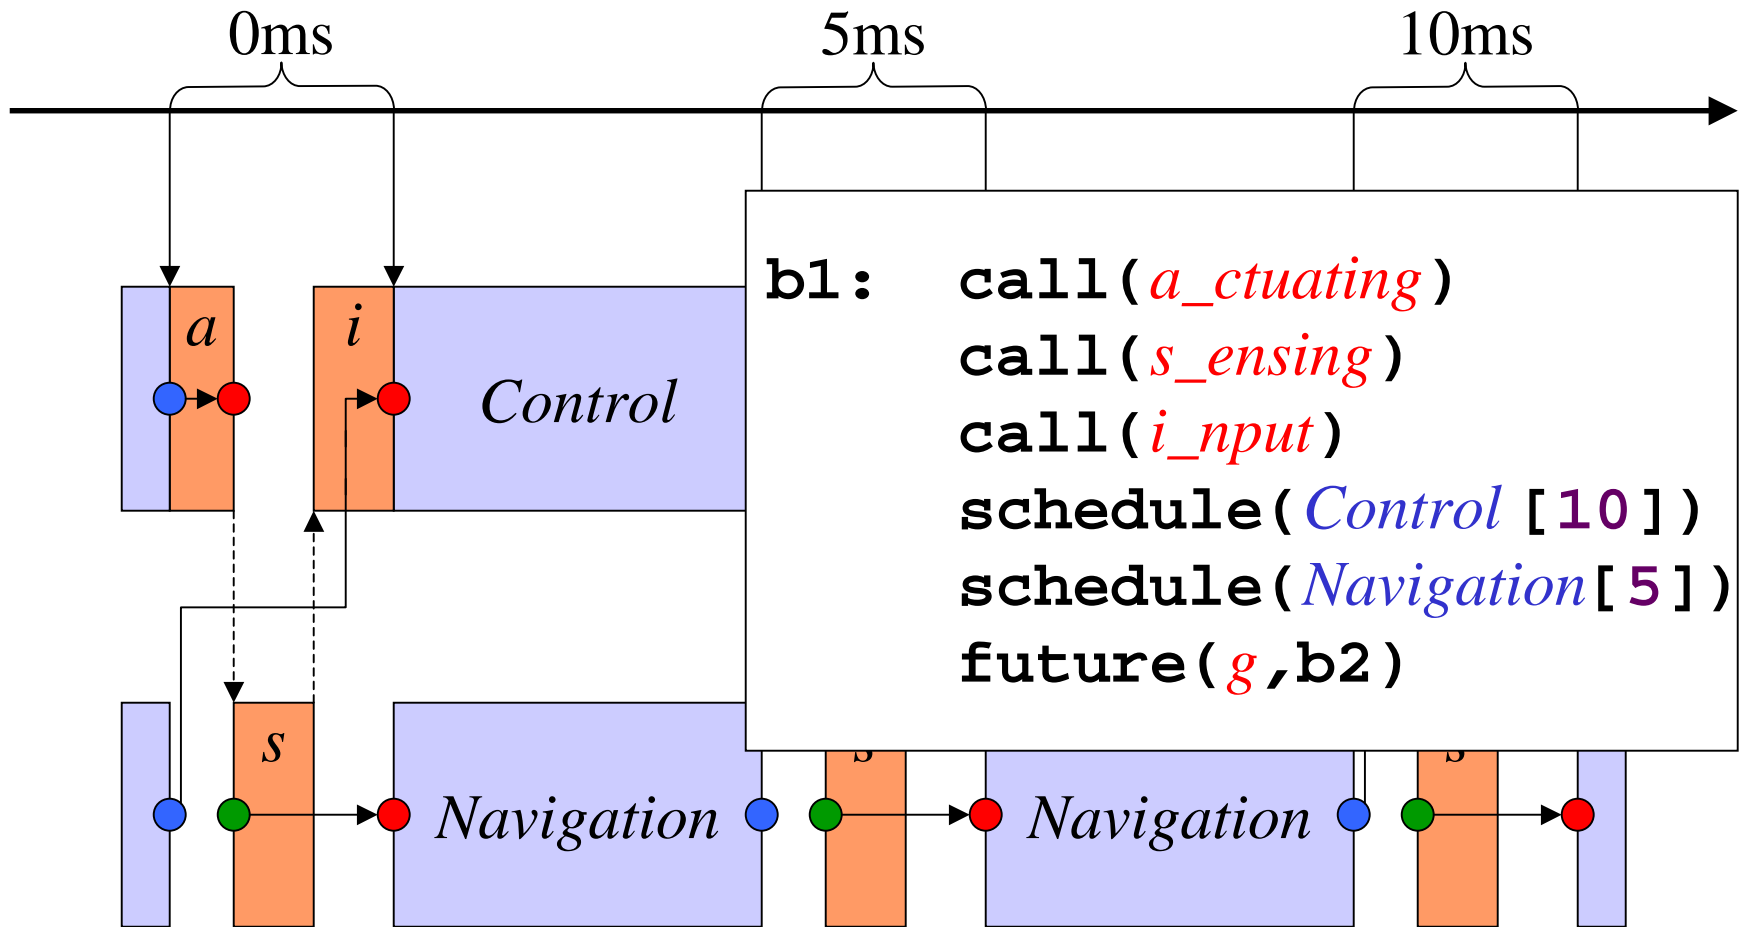 0ms 5ms 10ms
b1: call(a_ctuating)
call(s_ensing)
call(i_nput)
schedule(Control [10])
schedule(Navigation[5])
future(g,b2)
a i
Control
s s s
Navigation Navigation